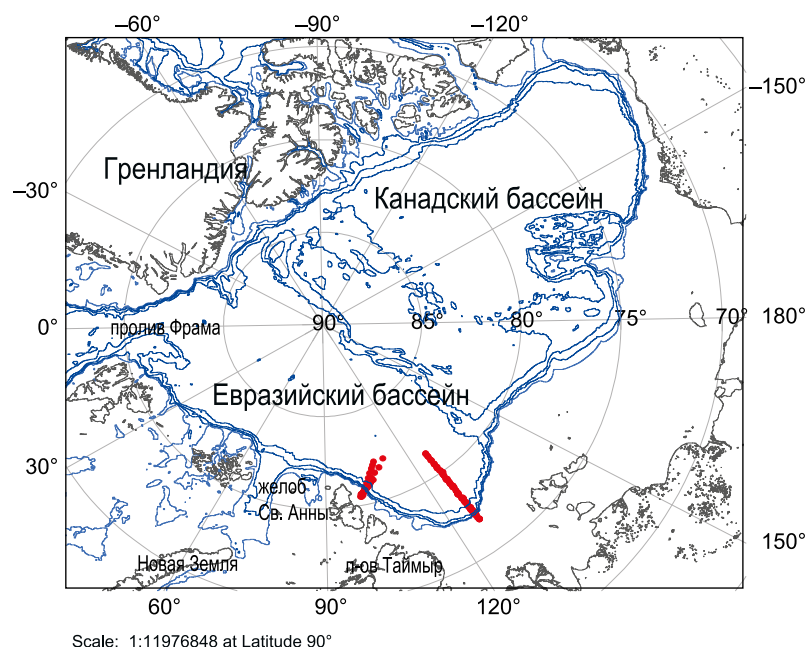 –60° –90° –120°
–150°
Гренландия
–30°
Канадский бассейн
0° пролив Фрама 90° 85° 80° 75° 70° 180°
Евразийский бассейн
30°
желоб
Св. Анны
Новая Земля п-ов Таймыр
150°
60° 90° 120°
Scale: 1:11976848 at Latitude 90°